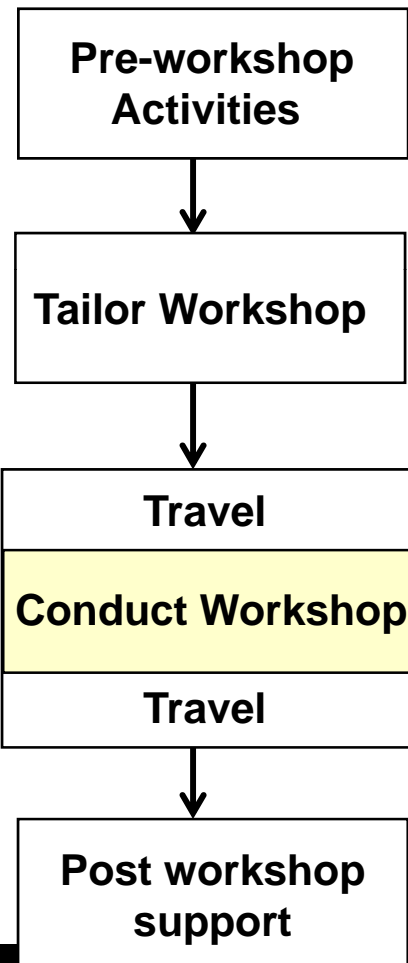 Pre-workshop
Activities
Tailor Workshop
Travel
Conduct Workshop
Travel
Post workshop
support